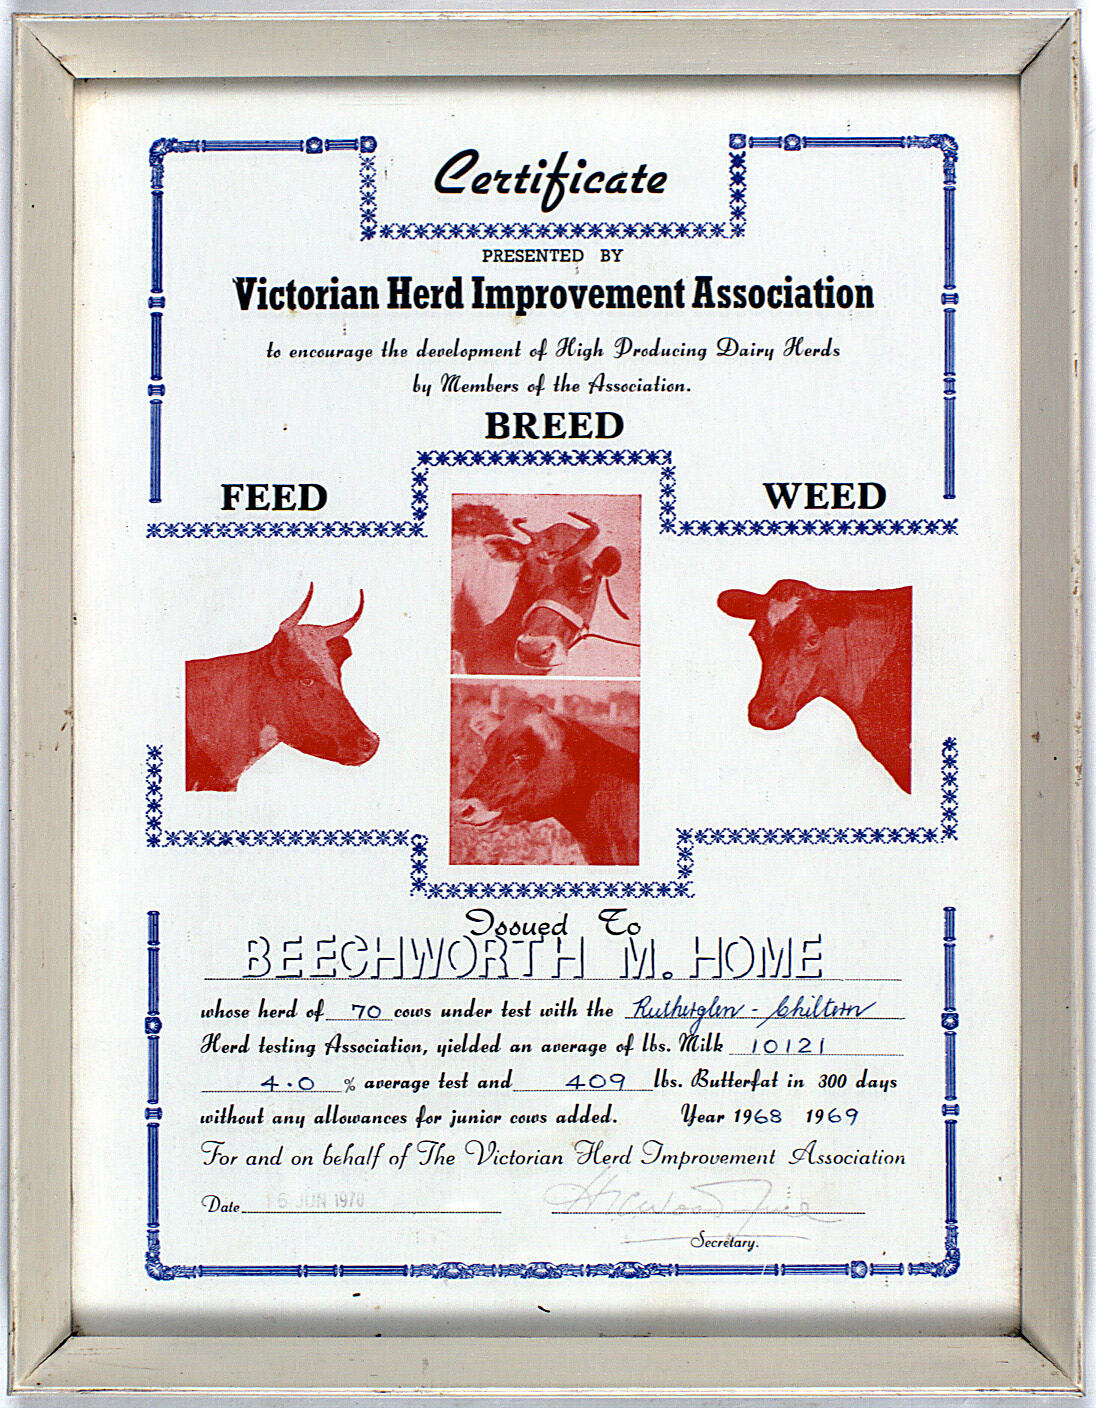 Certificate
PRESENTED BY
Victorian Herd Improvement Association
to encourage the development of High Producing Dairy Herds
by Members of the Association.
BREED
FEED
WEED
Issued To
BEECHWORTH M. HOME
whose herd of 70 cows under test with the Rutherglen - Chiltern
Herd testing Association, yielded an average of lbs. Milk 10121
4.0 % average test and 409 lbs. Butterfat in 300 days
without any allowances for junior cows added. Year 1968 1969
For and on behalf of The Victorian Herd Improvement Association
Date 16 JUN 1970
Secretary.